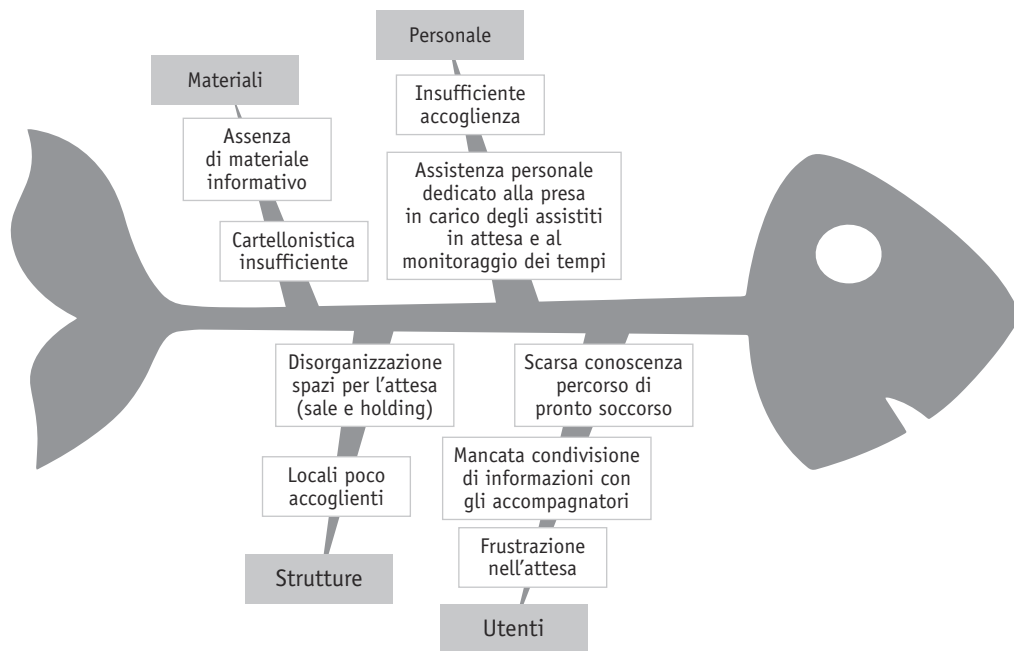 Personale
Insufficiente
accoglienza
Assistenza personale
dedicato alla presa
in carico degli assistiti
in attesa e al
monitoraggio dei tempi
Materiali
Assenza
di materiale
informativo
Cartellonistica
insufficiente
Disorganizzazione
spazi per l'attesa
(sale e holding)
Locali poco
accoglienti
Strutture
Scarsa conoscenza
percorso di
pronto soccorso
Mancata condivisione
di informazioni con
gli accompagnatori
Frustrazione
nell'attesa
Utenti